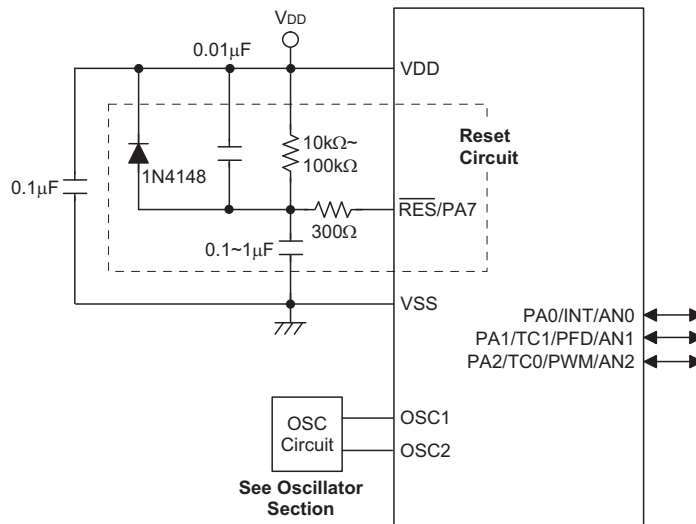 VDD
0.01μF
VDD
Reset
Circuit
10kΩ~
100kΩ
1N4148
0.1μF
RES/PA7
300Ω
0.1~1μF
VSS
PA0/INT/AN0
PA1/TC1/PFD/AN1
PA2/TC0/PWM/AN2
OSC
Circuit
OSC1
OSC2
See Oscillator
Section